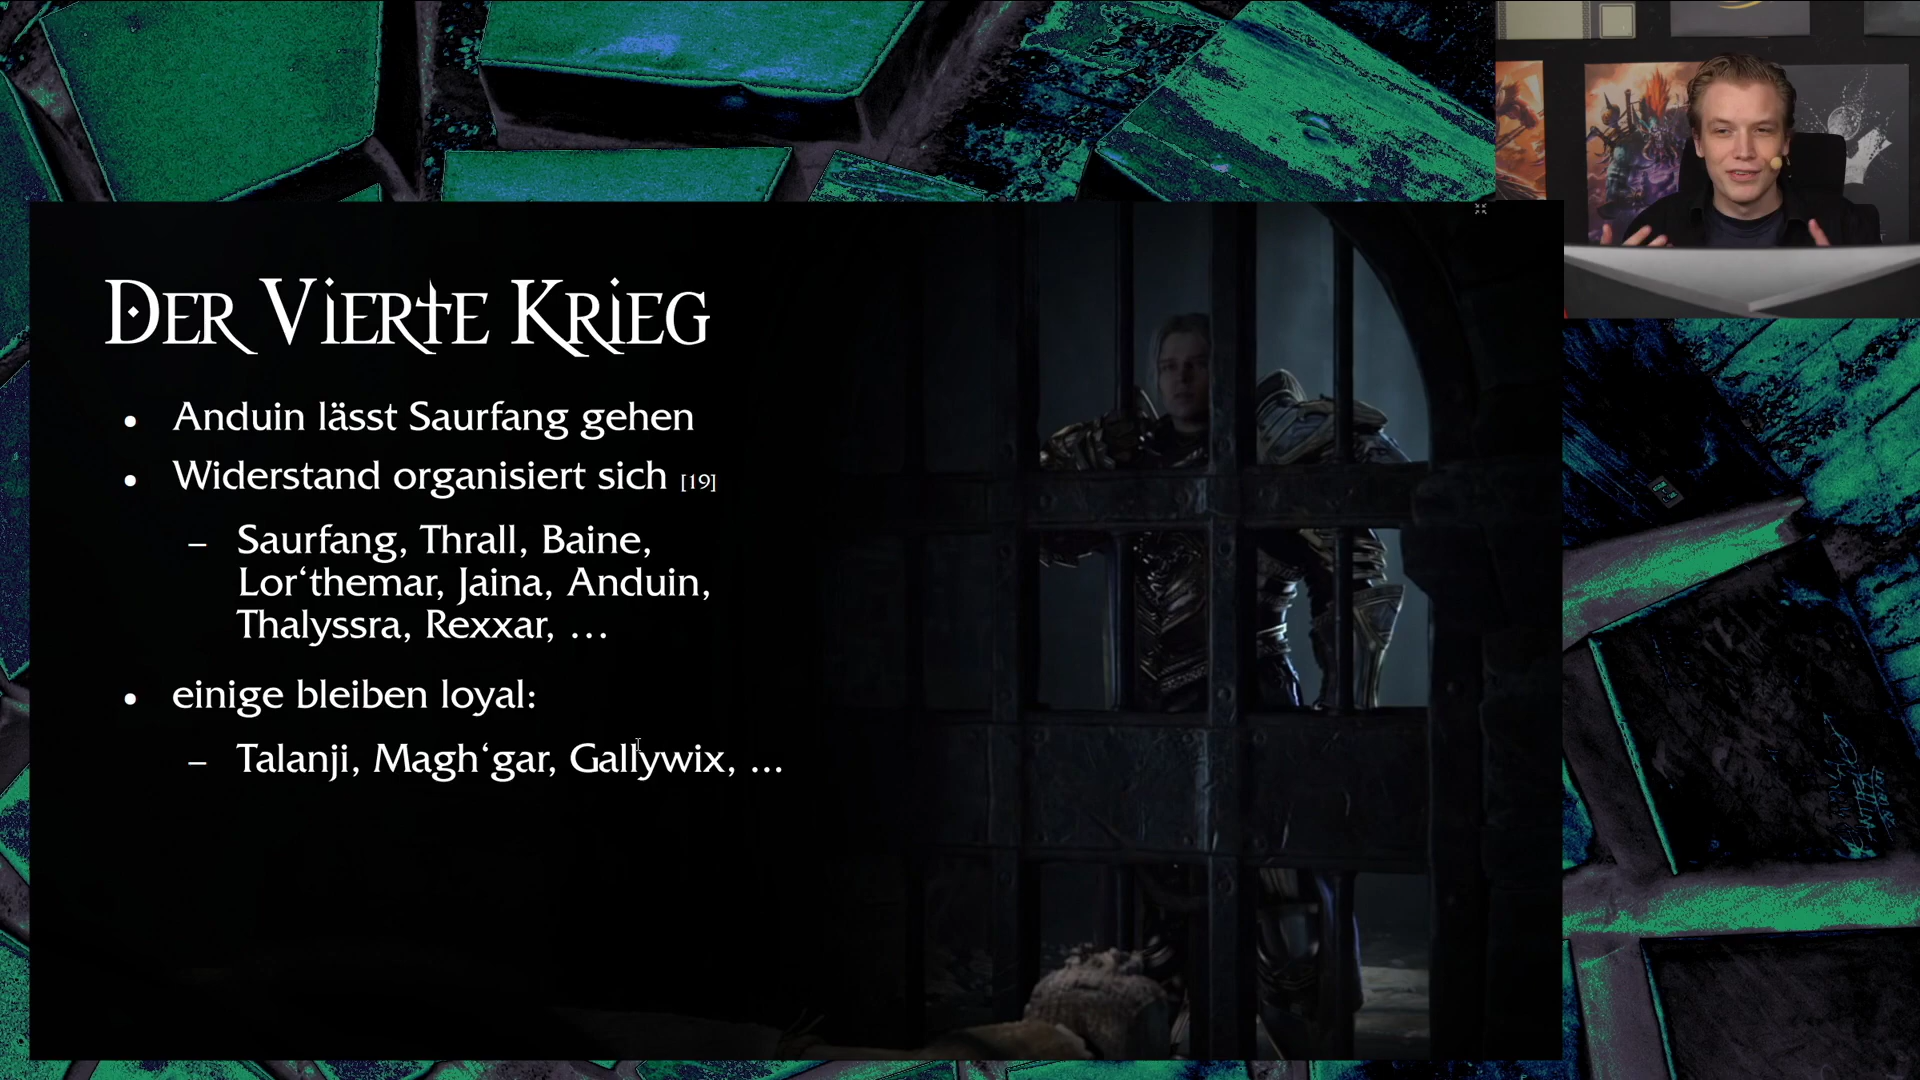 Der Vierte Krieg
• Anduin lässt Saurfang gehen
• Widerstand organisiert sich [19]
– Saurfang, Thrall, Baine,
Lor‘themar, Jaina, Anduin,
Thalyssra, Rexxar, …
• einige bleiben loyal:
– Talanji, Magh‘gar, Gallywix, ...